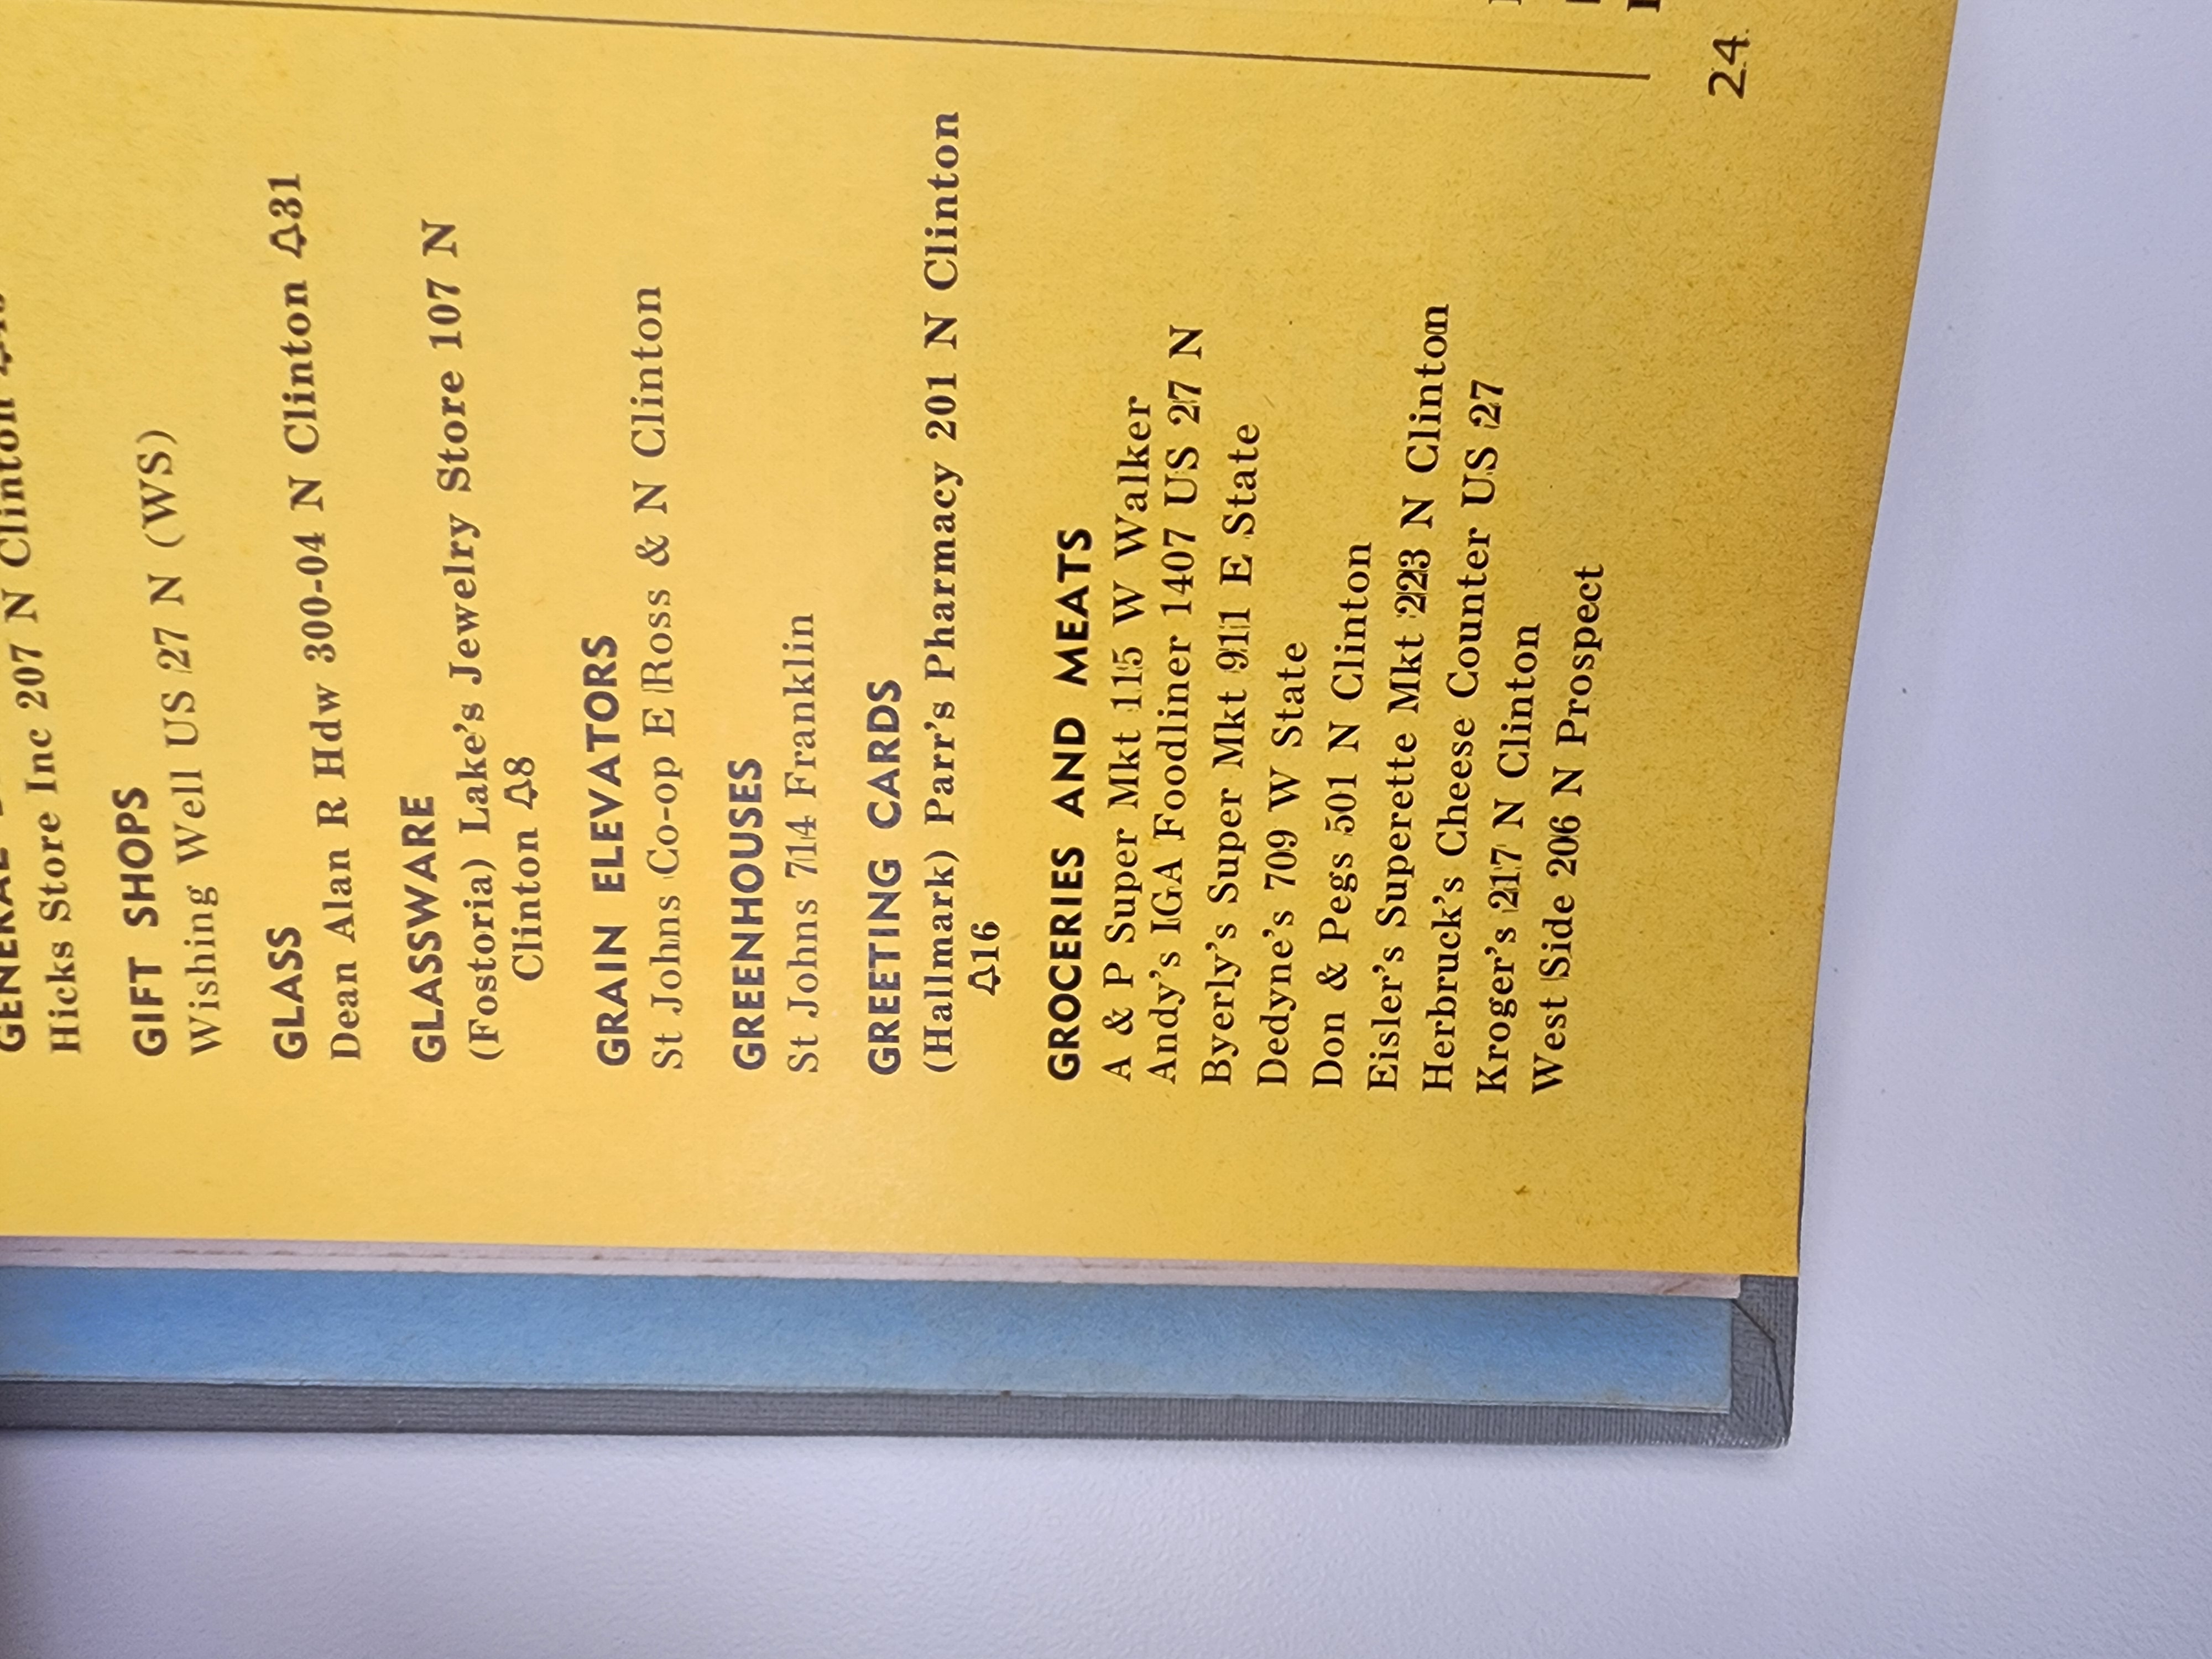 Hicks Store Inc 207 N Clinton
GIFT SHOPS
Wishing Well US 27 N (WS)
GLASS
Dean Alan R Hdw 300-04 N Clinton 🔔31
GLASSWARE
(Fostoria) Lake's Jewelry Store 107 N
Clinton 🔔8
GRAIN ELEVATORS
St Johns Co-op E Ross & N Clinton
GREENHOUSES
St Johns 714 Franklin
GREETING CARDS
(Hallmark) Parr's Pharmacy 201 N Clinton
🔔16
GROCERIES AND MEATS
A & P Super Mkt 115 W Walker
Andy's IGA Foodliner 1407 US 27 N
Byerly's Super Mkt 911 E State
Dedyne's 709 W State
Don & Pegs 501 N Clinton
Eisler's Superette Mkt 223 N Clinton
Herbruck's Cheese Counter US 27
Kroger's 217 N Clinton
West Side 206 N Prospect
24